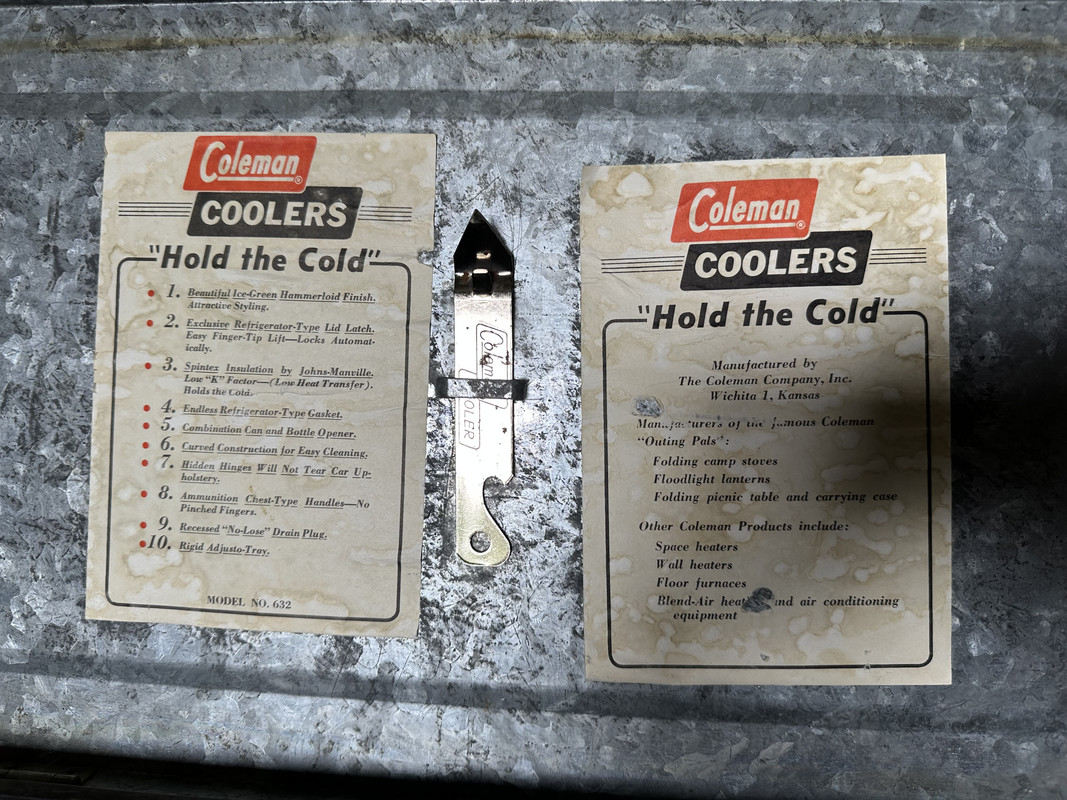 Coleman®
COOLERS
"Hold the Cold"
1. Beautiful Ice-Green Hammerloid Finish.
Attractive Styling.
2. Exclusive Refrigerator-Type Lid Latch.
Easy Finger-Tip Lift—Locks Automat-
ically.
3. Spintex Insulation by Johns-Manville.
Low "K" Factor—(Low Heat Transfer).
Holds the Cold.
4. Endless Refrigerator-Type Gasket.
5. Combination Can and Bottle Opener.
6. Curved Construction for Easy Cleaning.
7. Hidden Hinges Will Not Tear Car Up-
holstery.
8. Ammunition Chest-Type Handles—No
Pinched Fingers.
9. Recessed "No-Lose" Drain Plug.
10. Rigid Adjusto-Tray.
MODEL NO. 632
Coleman®
COOLERS
"Hold the Cold"
Manufactured by
The Coleman Company, Inc.
Wichita 1, Kansas
Manufacturers of the famous Coleman
"Outing Pals":
Folding camp stoves
Floodlight lanterns
Folding picnic table and carrying case
Other Coleman Products include:
Space heaters
Wall heaters
Floor furnaces
Blend-Air and air conditioning
equipment